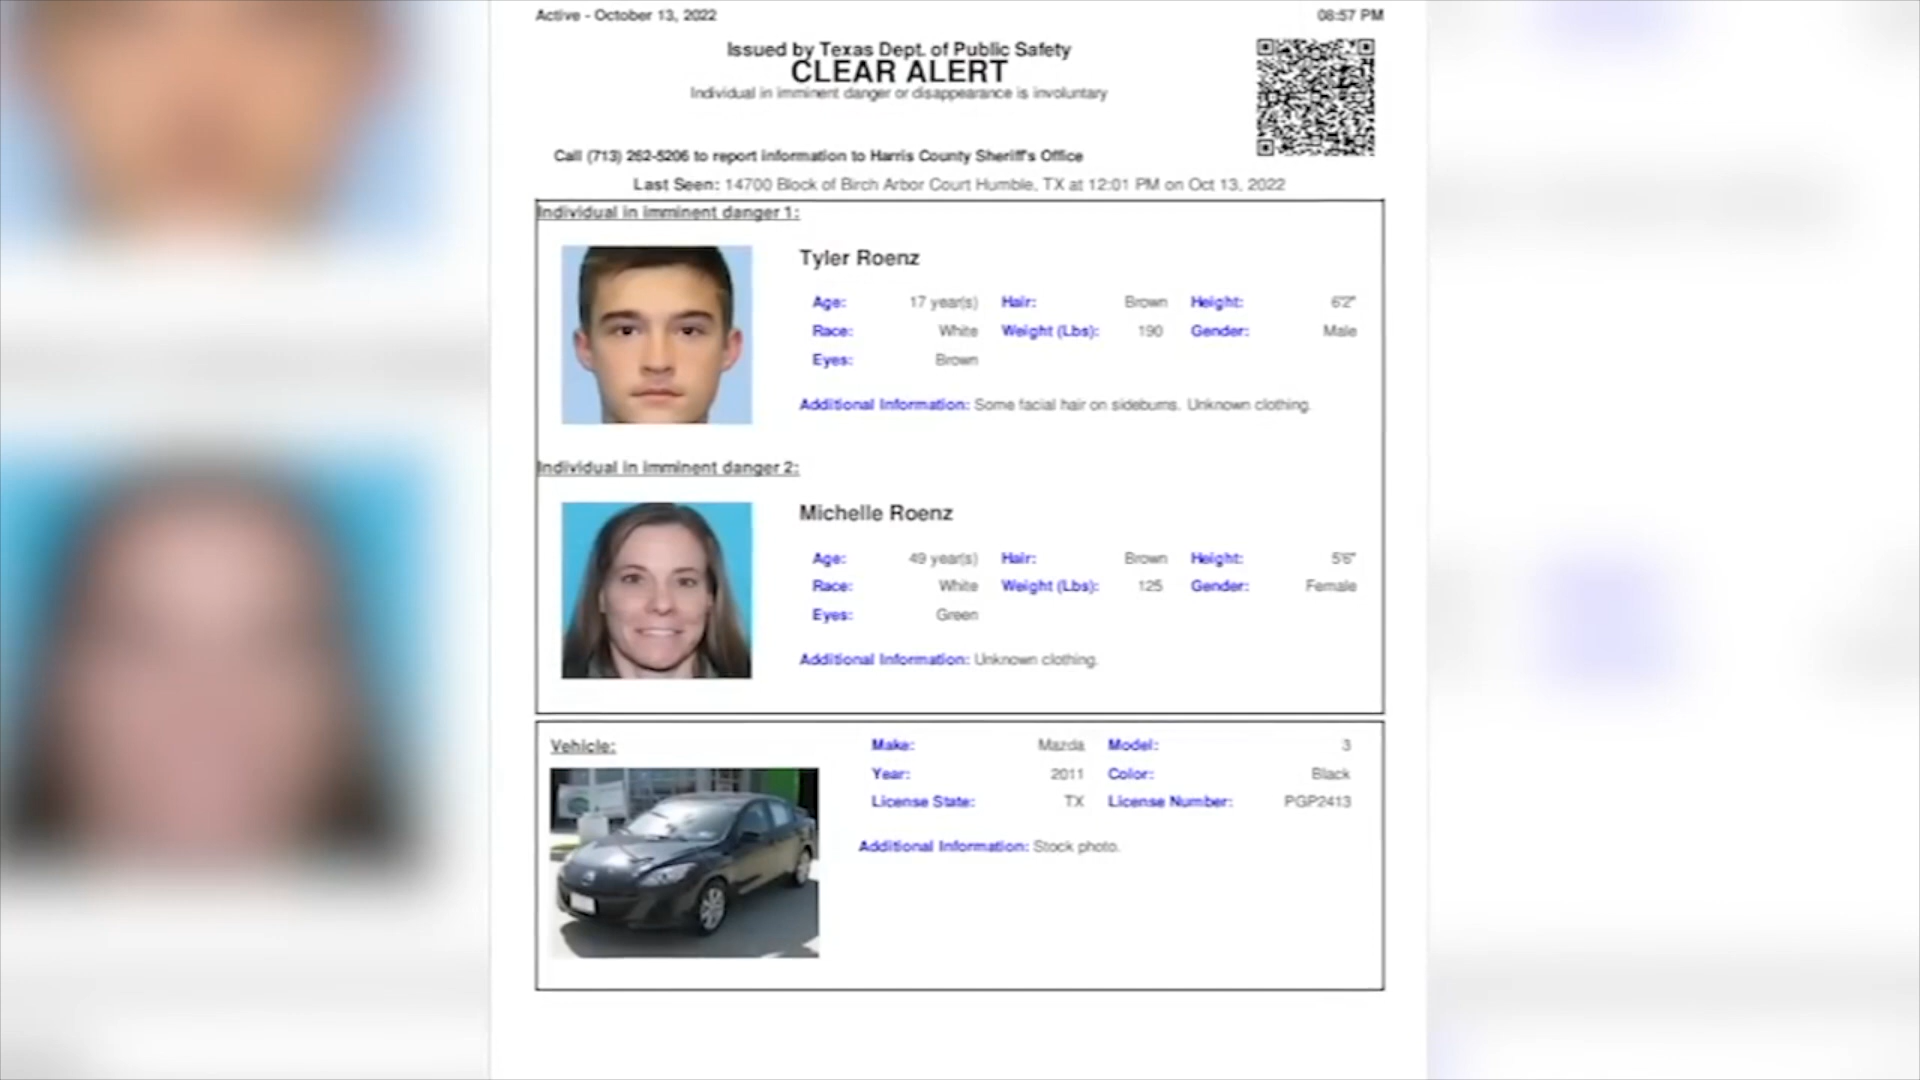 Active - October 13, 2022 08:57 PM
Issued by Texas Dept. of Public Safety
CLEAR ALERT
Individual in imminent danger or disappearance is involuntary
Call (713) 262-5206 to report information to Harris County Sheriff's Office
Last Seen: 14700 Block of Birch Arbor Court Humble, TX at 12:01 PM on Oct 13, 2022
Individual in imminent danger 1:
Tyler Roenz
Age: 17 year(s) Hair: Brown Height: 6'2"
Race: White Weight (Lbs): 190 Gender: Male
Eyes: Brown
Additional Information: Some facial hair on sideburns. Unknown clothing.
Individual in imminent danger 2:
Michelle Roenz
Age: 49 year(s) Hair: Brown Height: 5'6"
Race: White Weight (Lbs): 125 Gender: Female
Eyes: Green
Additional Information: Unknown clothing.
Vehicle:
Make: Mazda Model: 3
Year: 2011 Color: Black
License State: TX License Number: PGP2413
Additional Information: Stock photo.